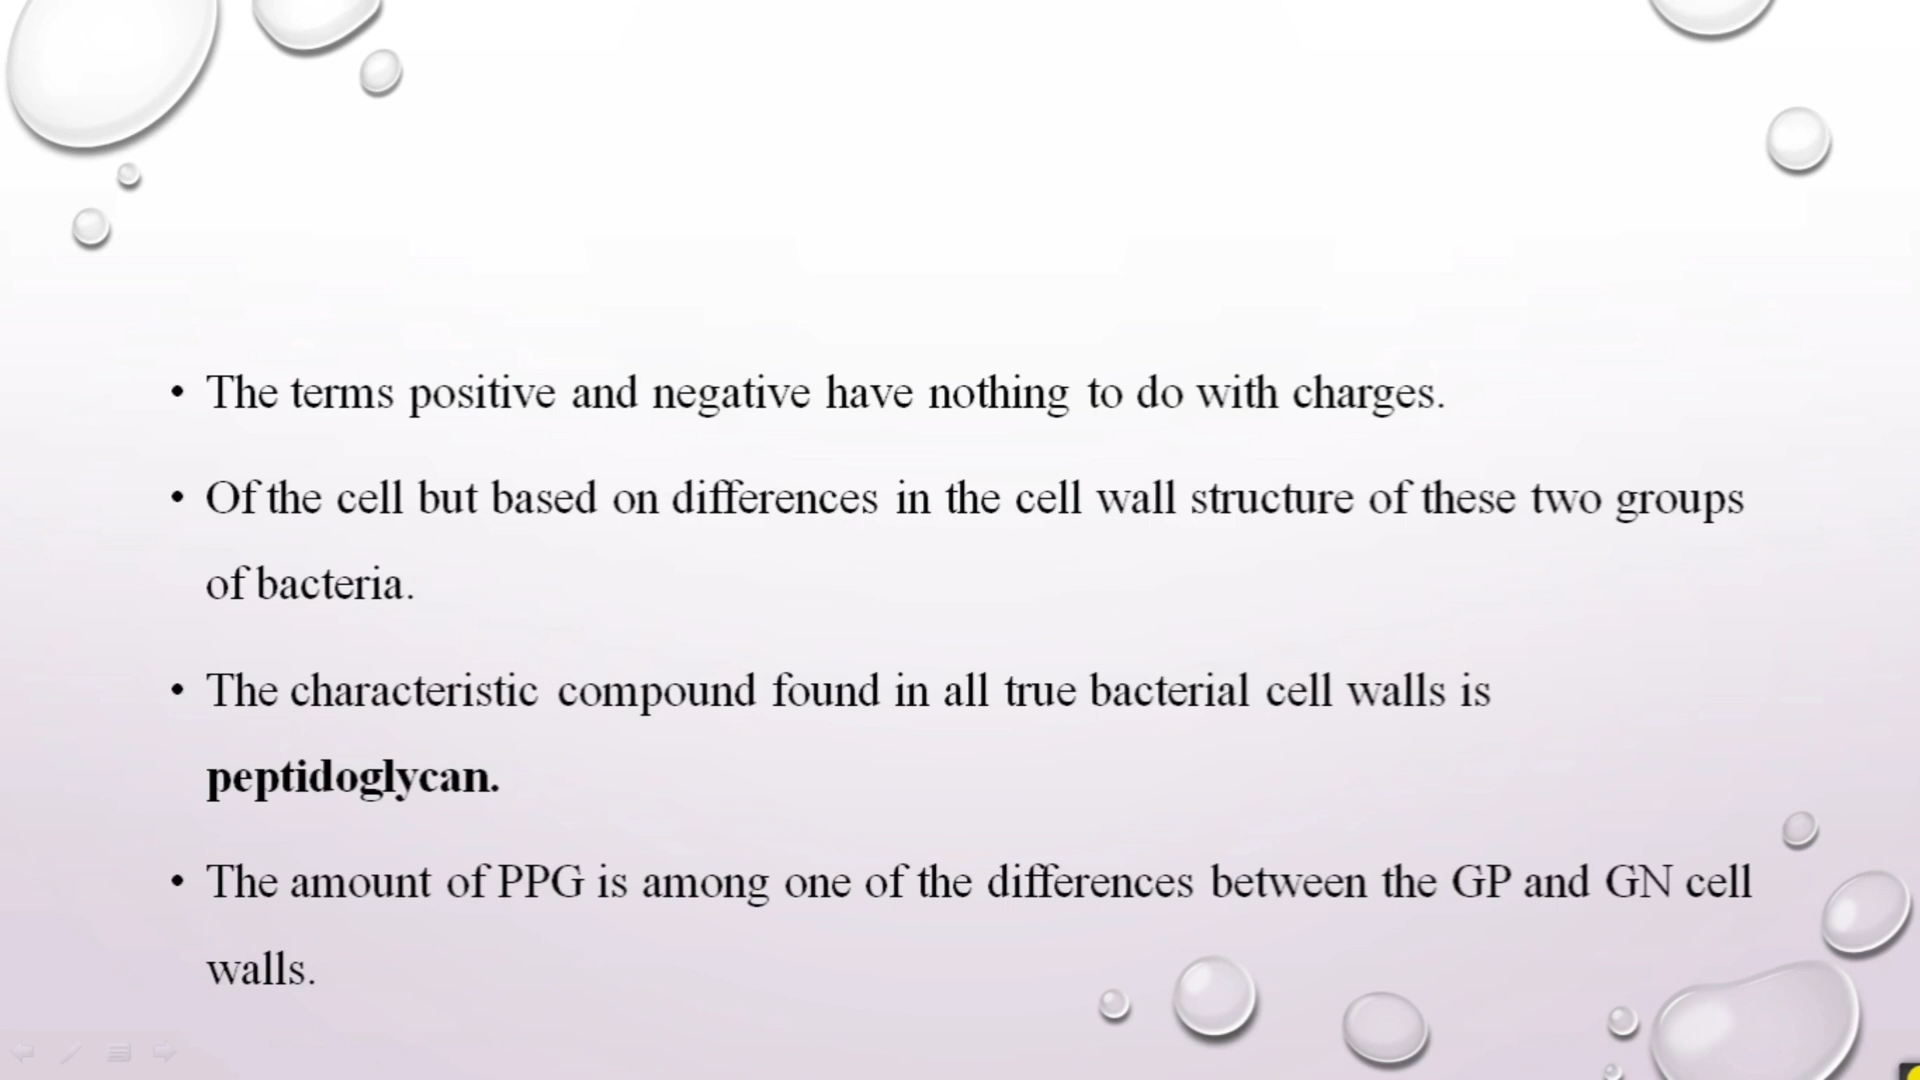 • The terms positive and negative have nothing to do with charges.
• Of the cell but based on differences in the cell wall structure of these two groups
of bacteria.
• The characteristic compound found in all true bacterial cell walls is
peptidoglycan.
• The amount of PPG is among one of the differences between the GP and GN cell
walls.